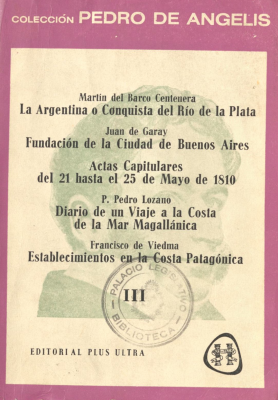 COLECCIÓN PEDRO DE ANGELIS
Martín del Barco Centenera
La Argentina o Conquista del Río de la Plata
Juan de Garay
Fundación de la Ciudad de Buenos Aires
Actas Capitulares
del 21 hasta el 25 de Mayo de 1810
P. Pedro Lozano
Diario de un Viaje a la Costa
de la Mar Magallánica
Francisco de Viedma
Establecimientos en la Costa Patagónica
III
PALACIO LEGISLATIVO
BIBLIOTECA
EDITORIAL PLUS ULTRA